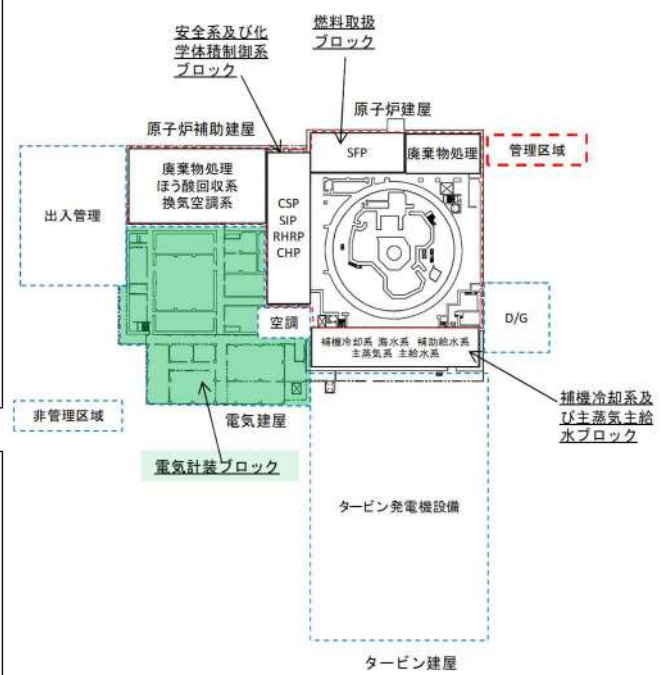 安全系及び化
学体積制御系
ブロック
燃料取扱
ブロック
原子炉建屋
原子炉補助建屋
廃棄物処理
ほう酸回収系
換気空調系
SFP
廃棄物処理
管理区域
出入管理
CSP
SIP
RHRP
CHP
空調
D/G
補機冷却系 海水系 補助給水系
主蒸気系 主給水系
非管理区域
電気建屋
補機冷却系及
び主蒸気主給
水ブロック
電気計装ブロック
タービン発電機設備
タービン建屋